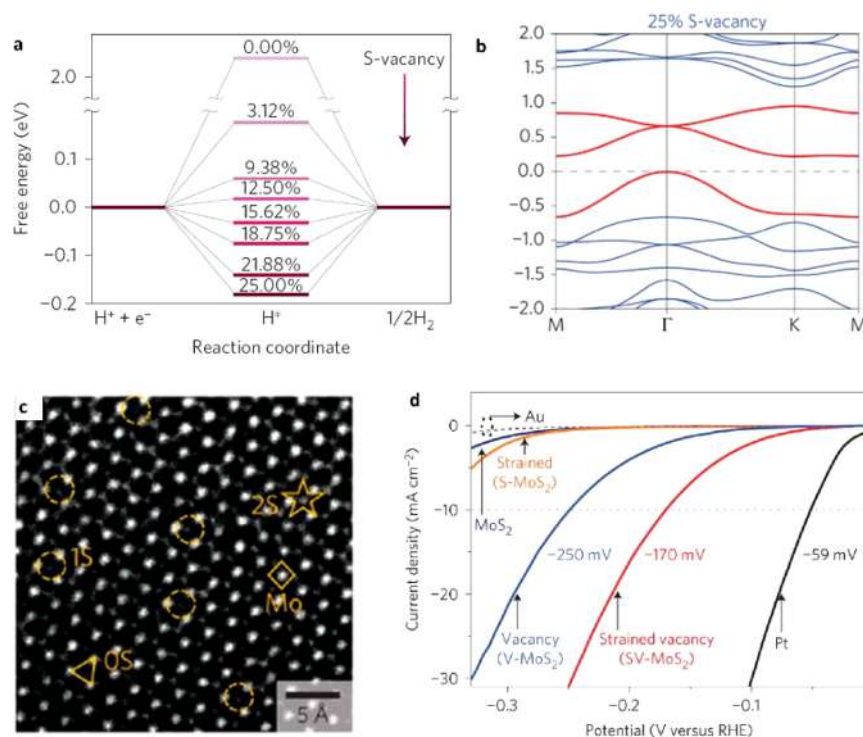 a
2.0
0.1
0.0
−0.1
−0.2
Free energy (eV)
0.00%
S-vacancy
3.12%
9.38%
12.50%
15.62%
18.75%
21.88%
25.00%
H⁺ + e⁻
H*
1/2H₂
Reaction coordinate
b
25% S-vacancy
2.0
1.5
1.0
0.5
0.0
−0.5
−1.0
−1.5
−2.0
M
Γ
K
M
c
2S
1S
Mo
0S
5 Å
d
0
−10
−20
−30
Current density (mA cm⁻²)
Au
Strained
(S-MoS₂)
MoS₂
−250 mV
−170 mV
−59 mV
Vacancy
(V-MoS₂)
Strained vacancy
(SV-MoS₂)
Pt
−0.3
−0.2
−0.1
Potential (V versus RHE)